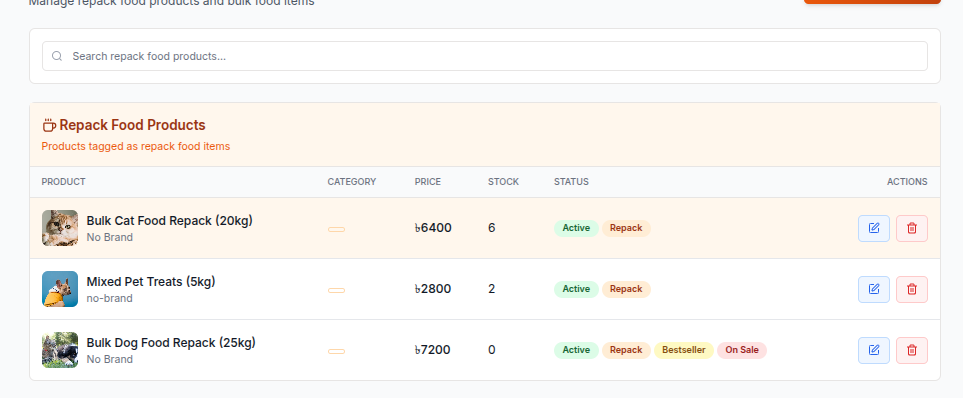 Manage repack food products and bulk food items
Search repack food products...
Repack Food Products
Products tagged as repack food items
PRODUCT CATEGORY PRICE STOCK STATUS ACTIONS
Bulk Cat Food Repack (20kg)
No Brand
৳6400 6 Active Repack
Mixed Pet Treats (5kg)
no-brand
৳2800 2 Active Repack
Bulk Dog Food Repack (25kg)
No Brand
৳7200 0 Active Repack Bestseller On Sale